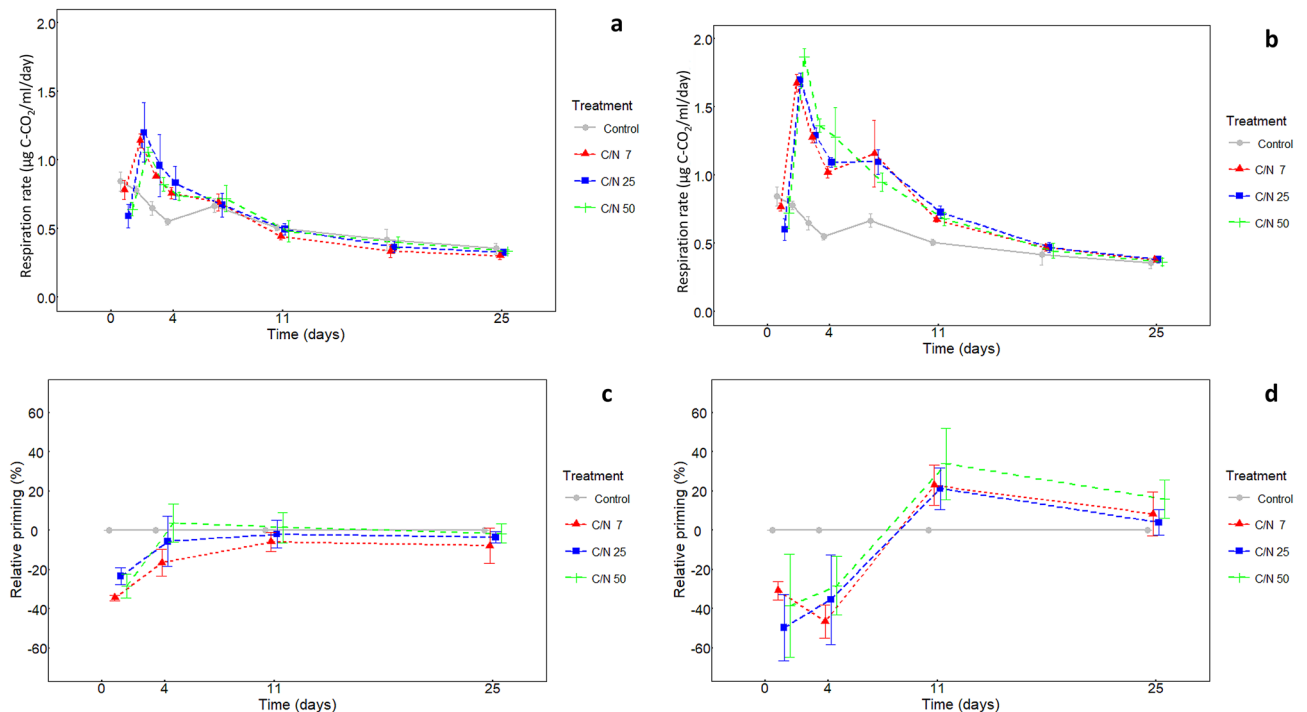 a
Respiration rate (µg C-CO₂/ml/day)
2.0
1.5
1.0
0.5
0.0
0 4 11 25
Time (days)
Treatment
Control
C/N 7
C/N 25
C/N 50
b
Respiration rate (µg C-CO₂/ml/day)
2.0
1.5
1.0
0.5
0.0
0 4 11 25
Time (days)
Treatment
Control
C/N 7
C/N 25
C/N 50
c
Relative priming (%)
60
40
20
0
-20
-40
-60
0 4 11 25
Time (days)
Treatment
Control
C/N 7
C/N 25
C/N 50
d
Relative priming (%)
60
40
20
0
-20
-40
-60
0 4 11 25
Time (days)
Treatment
Control
C/N 7
C/N 25
C/N 50